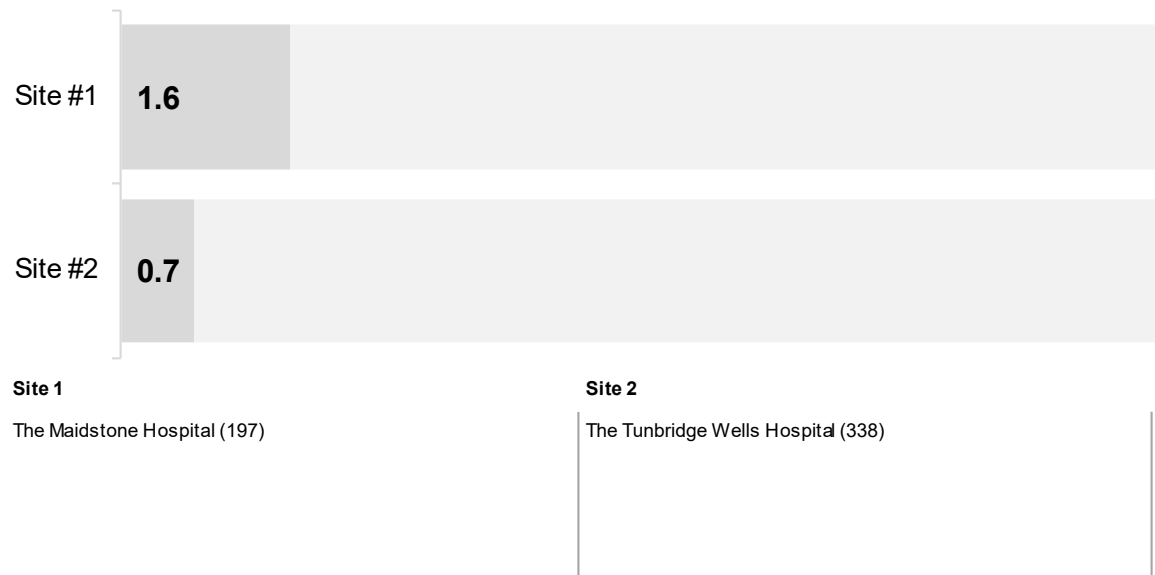 Site #1
1.6
Site #2
0.7
Site 1
The Maidstone Hospital (197)
Site 2
The Tunbridge Wells Hospital (338)